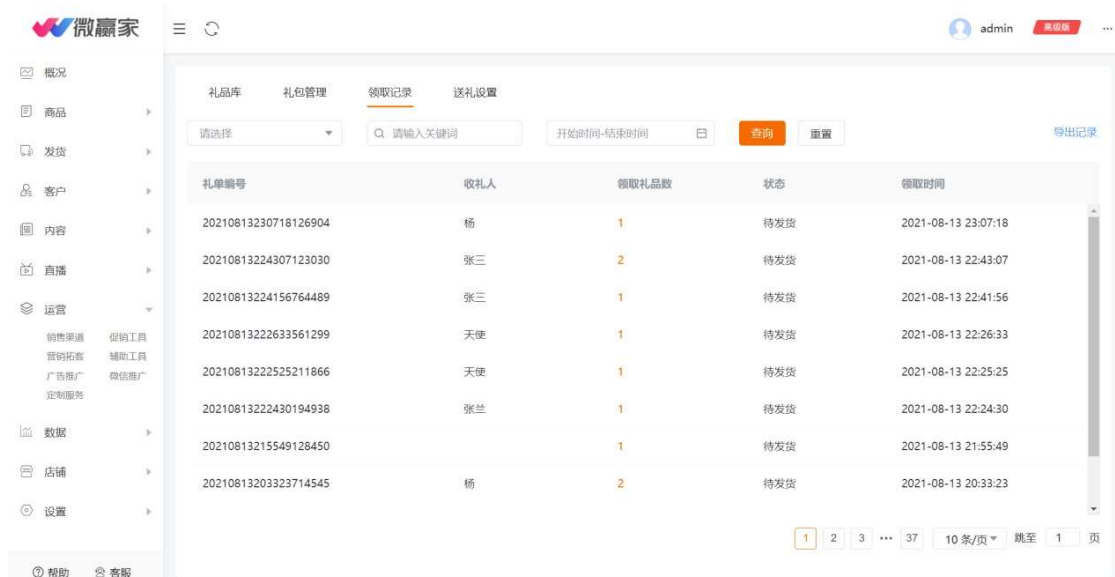 微赢家
admin
高级版
概况
商品
发货
客户
内容
直播
运营
销售渠道 促销工具
营销拓客 辅助工具
广告推广 微信推广
定制服务
数据
店铺
设置
帮助 客服
礼品库 礼包管理 领取记录 送礼设置
请选择 请输入关键词 开始时间-结束时间 查询 重置 导出记录
礼单编号 收礼人 领取礼品数 状态 领取时间
20210813230718126904 杨 1 待发货 2021-08-13 23:07:18
20210813224307123030 张三 2 待发货 2021-08-13 22:43:07
20210813224156764489 张三 1 待发货 2021-08-13 22:41:56
20210813222633561299 天使 1 待发货 2021-08-13 22:26:33
20210813222525211866 天使 1 待发货 2021-08-13 22:25:25
20210813222430194938 张兰 1 待发货 2021-08-13 22:24:30
20210813215549128450 1 待发货 2021-08-13 21:55:49
20210813203323714545 杨 2 待发货 2021-08-13 20:33:23
1 2 3 ••• 37 10 条/页 跳至 1 页